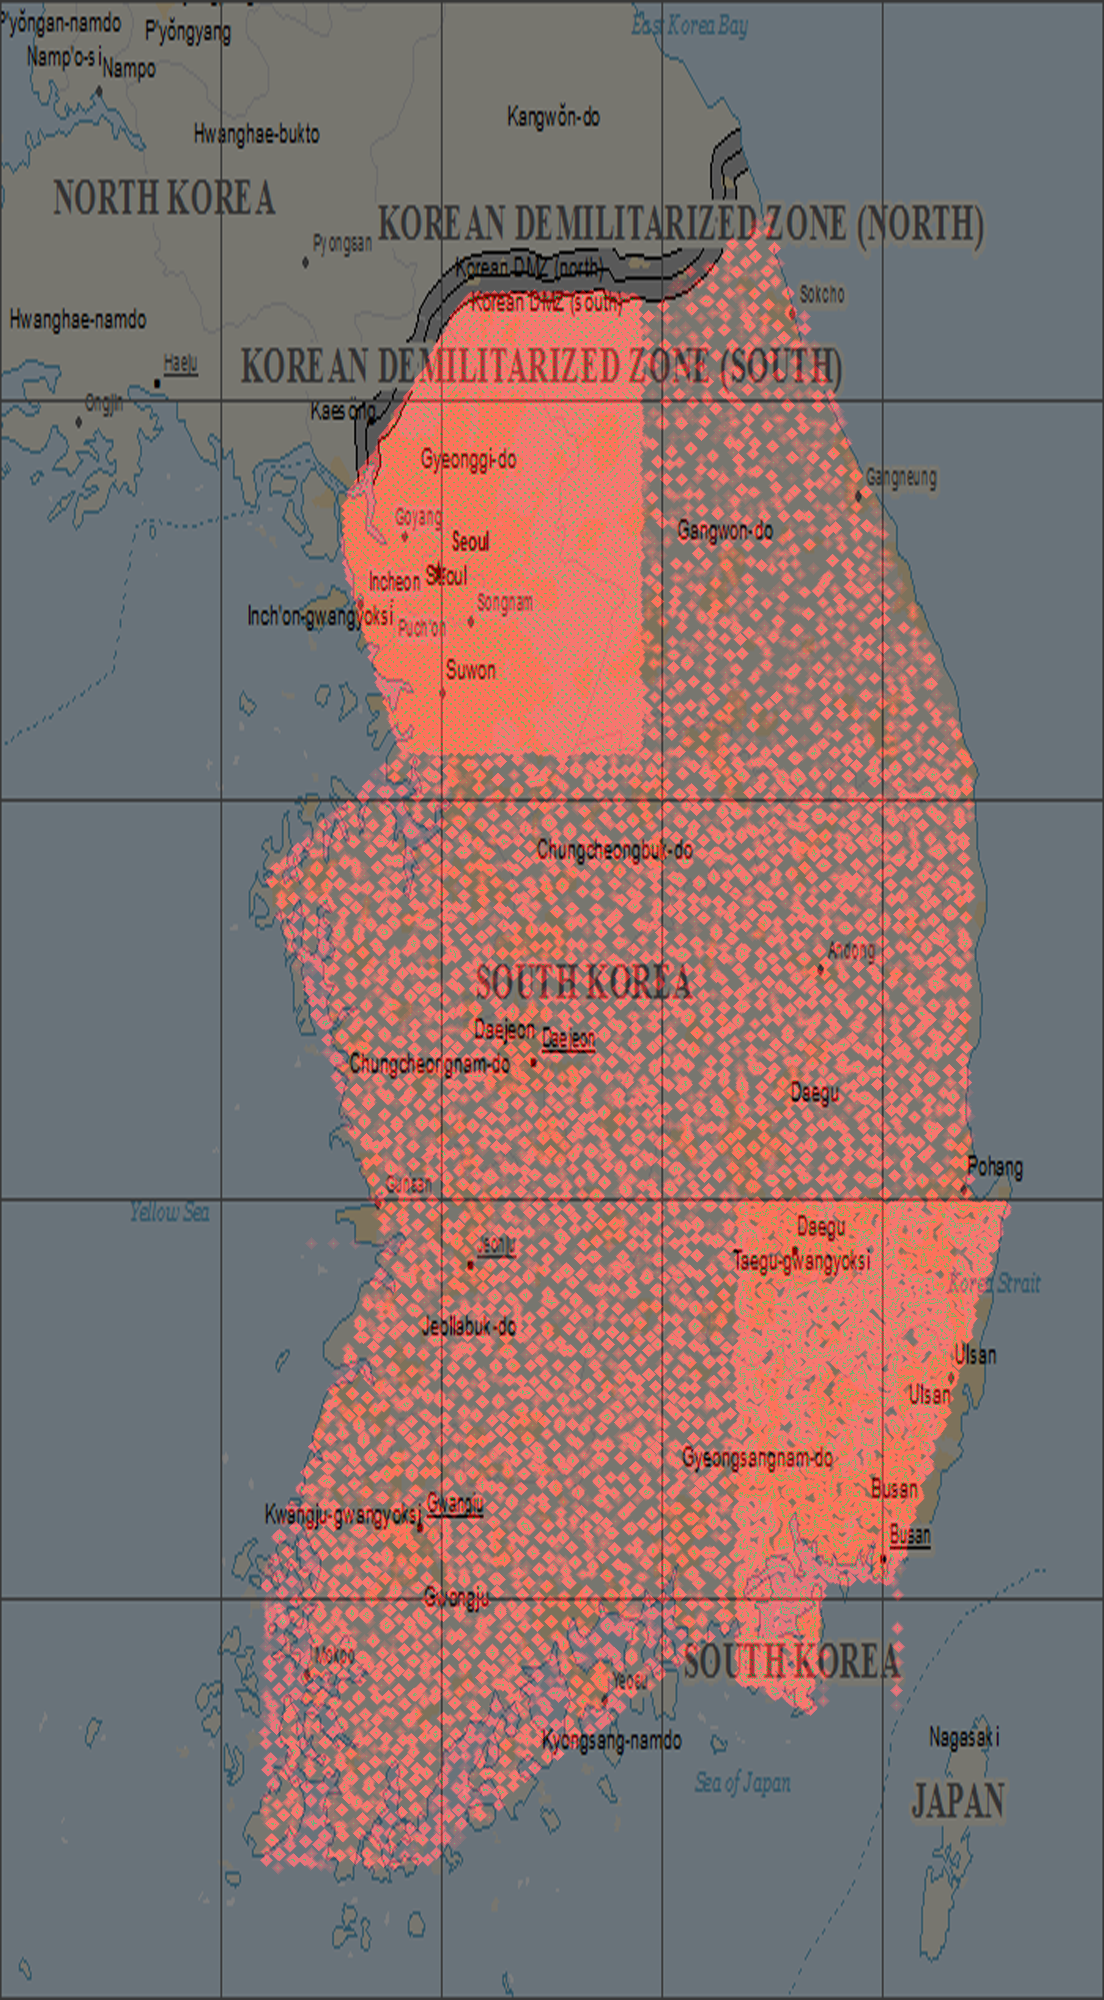 East Korea Bay
P'yŏngan-namdo
P'yŏngyang
Namp'o-si
Nampo
Kangwŏn-do
Hwanghae-bukto
NORTH KOREA
KOREAN DEMILITARIZED ZONE (NORTH)
Pyongsan
Korean DMZ (north)
Sokcho
Korean DMZ (south)
Hwanghae-namdo
KOREAN DEMILITARIZED ZONE (SOUTH)
Haeju
Ongjin
Kaesŏng
Gyeonggi-do
Gangneung
Goyang
Gangwon-do
Seoul
Incheon
Seoul
Songnam
Inch'on-gwangyoksi
Puch'on
Suwon
Chungcheongbuk-do
Andong
SOUTH KOREA
Daejeon
Daejeon
Chungcheongnam-do
Daegu
Pohang
Gunsan
Yellow Sea
Daegu
Jeonju
Taegu-gwangyoksi
Korea Strait
Jeollabuk-do
Ulsan
Ulsan
Gyeongsangnam-do
Busan
Gwangju
Kwangju-gwangyoksi
Busan
Gwongju
Mokpo
SOUTH KOREA
Yeosu
Kyongsang-namdo
Nagasaki
Sea of Japan
JAPAN